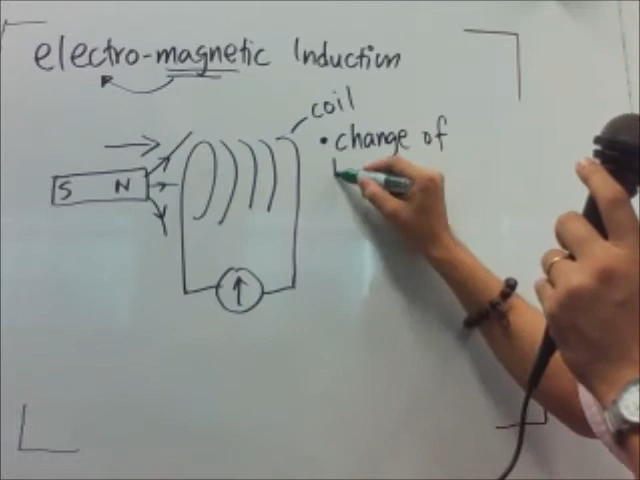 electro-magnetic Induction
coil
• change of
S N